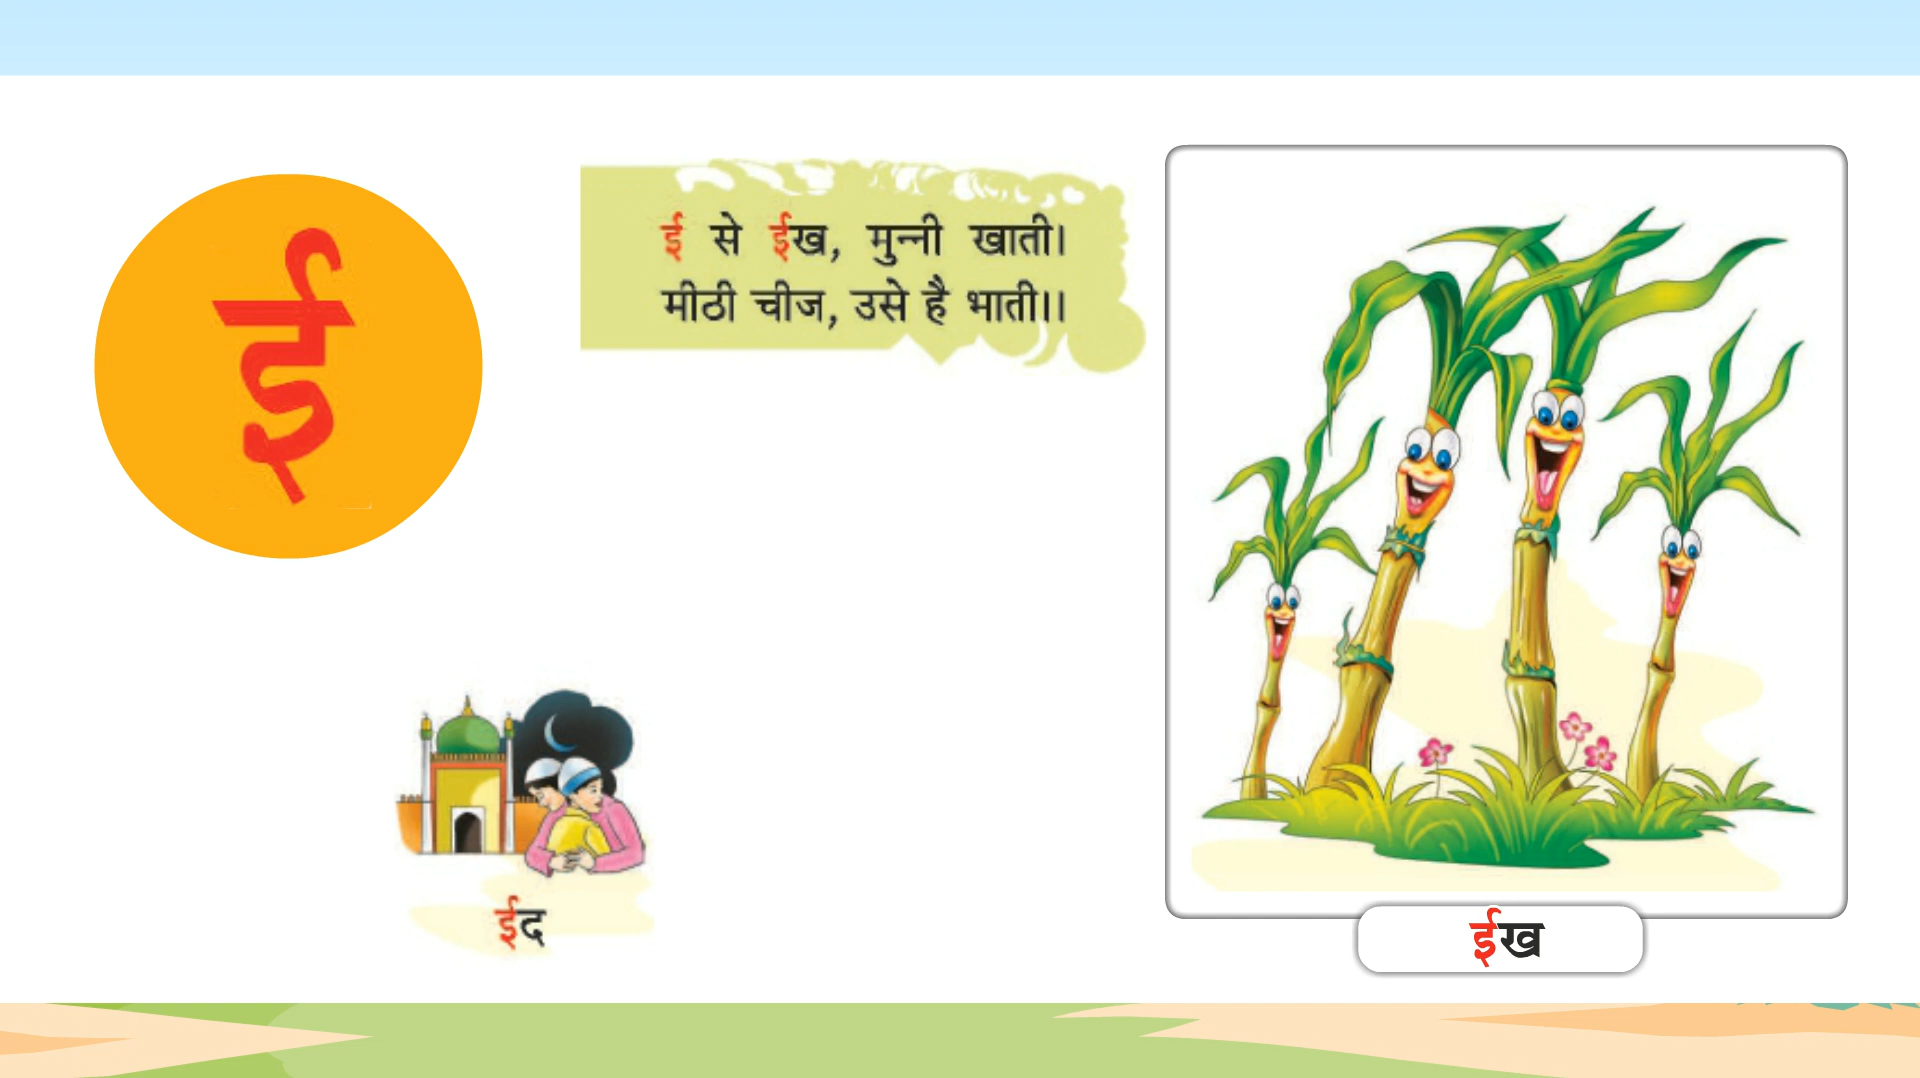 ई
ई से ईख, मुन्नी खाती।
मीठी चीज, उसे है भाती।।
ईद
ईख